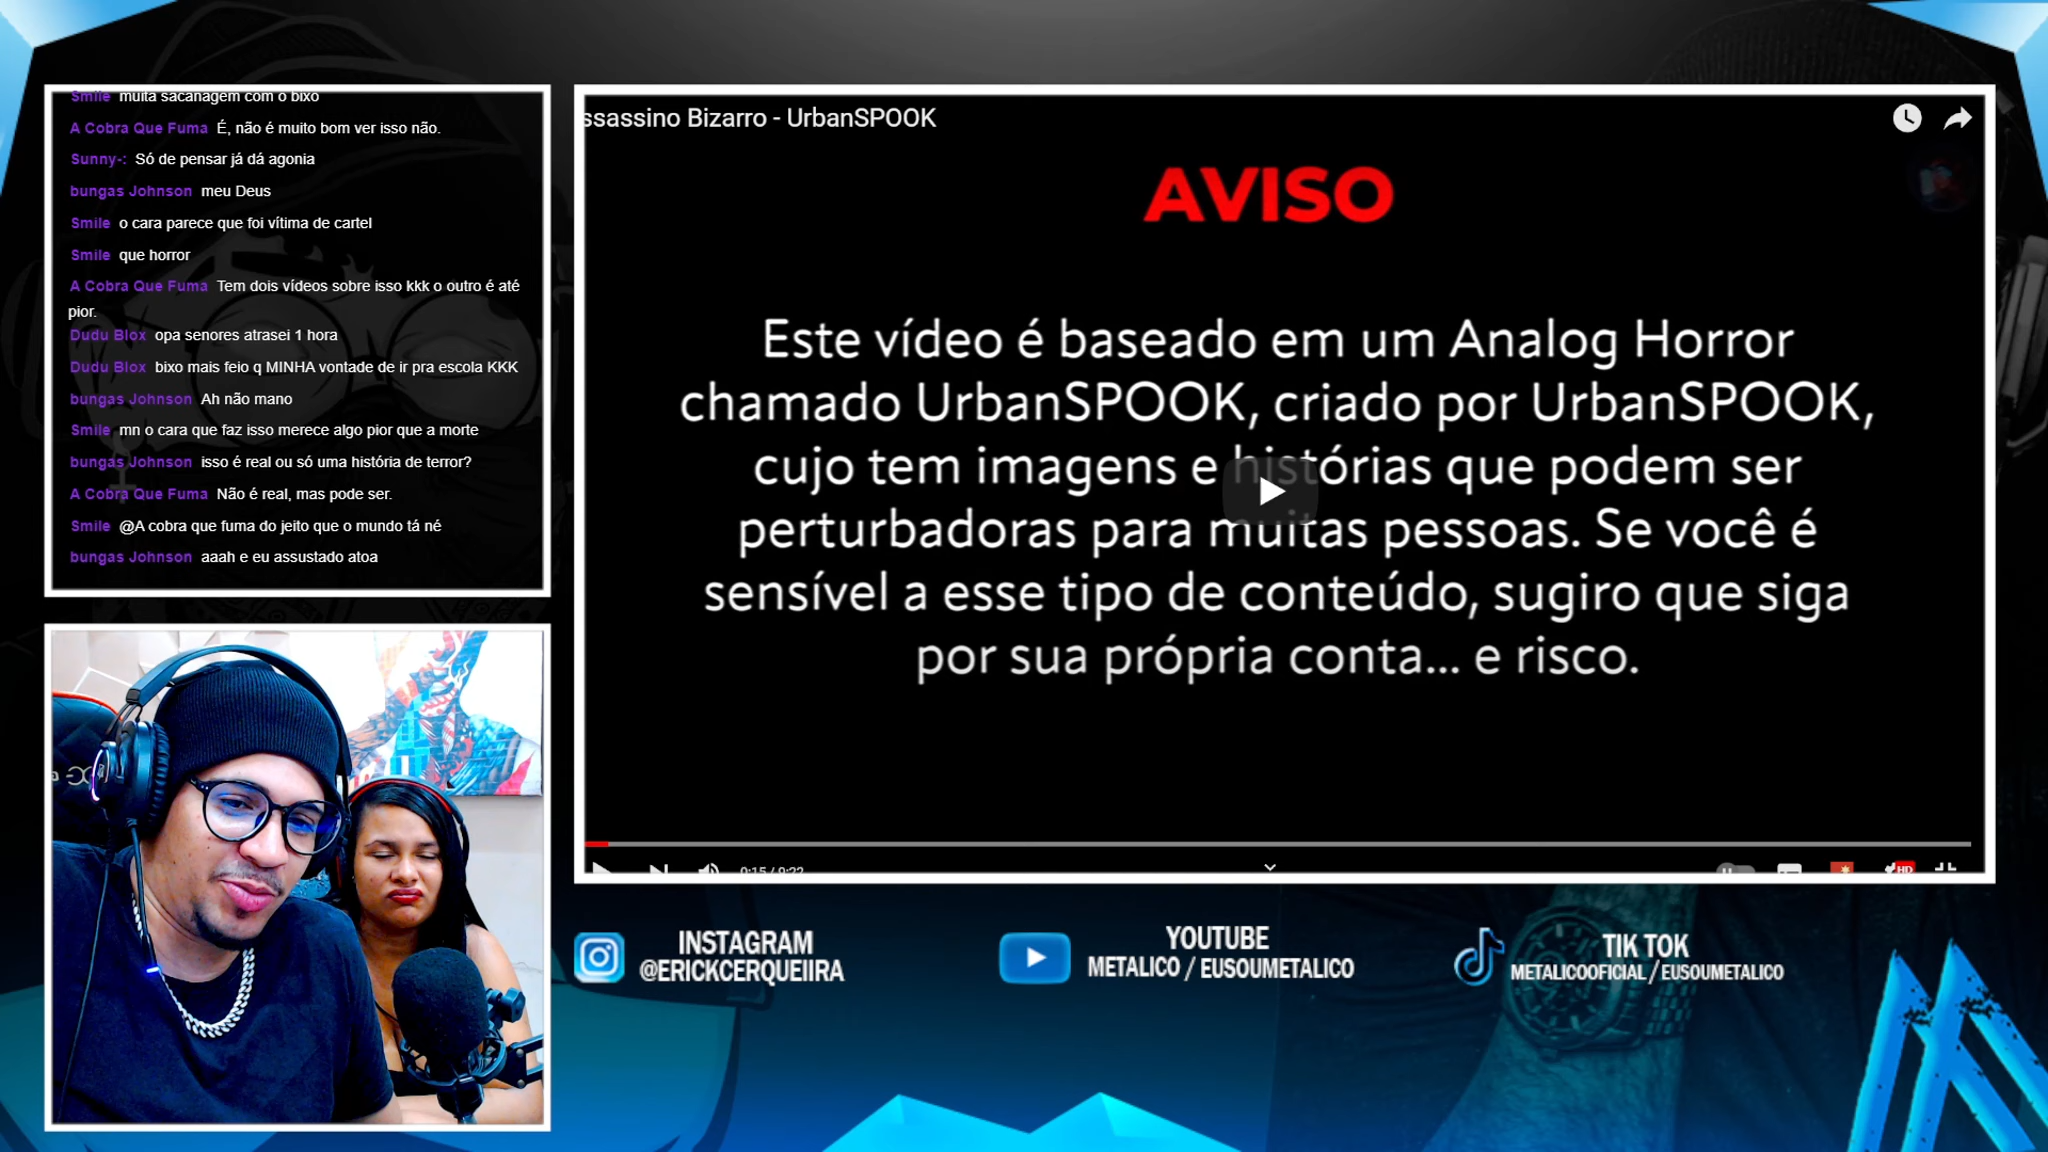 Smile muita sacanagem com o bixo
A Cobra Que Fuma É, não é muito bom ver isso não.
Sunny-: Só de pensar já dá agonia
bungas Johnson meu Deus
Smile o cara parece que foi vítima de cartel
Smile que horror
A Cobra Que Fuma Tem dois vídeos sobre isso kkk o outro é até
pior.
Dudu Blox opa senores atrasei 1 hora
Dudu Blox bixo mais feio q MINHA vontade de ir pra escola KKK
bungas Johnson Ah não mano
Smile mn o cara que faz isso merece algo pior que a morte
bungas Johnson isso é real ou só uma história de terror?
A Cobra Que Fuma Não é real, mas pode ser.
Smile @A cobra que fuma do jeito que o mundo tá né
bungas Johnson aaah e eu assustado atoa
ssassino Bizarro - UrbanSPOOK
AVISO
Este vídeo é baseado em um Analog Horror
chamado UrbanSPOOK, criado por UrbanSPOOK,
cujo tem imagens e histórias que podem ser
perturbadoras para muitas pessoas. Se você é
sensível a esse tipo de conteúdo, sugiro que siga
por sua própria conta... e risco.
0:15 / 9:22
HD
INSTAGRAM
@ERICKCERQUEIIRA
YOUTUBE
METALICO / EUSOUMETALICO
TIK TOK
METALICOOFICIAL / EUSOUMETALICO